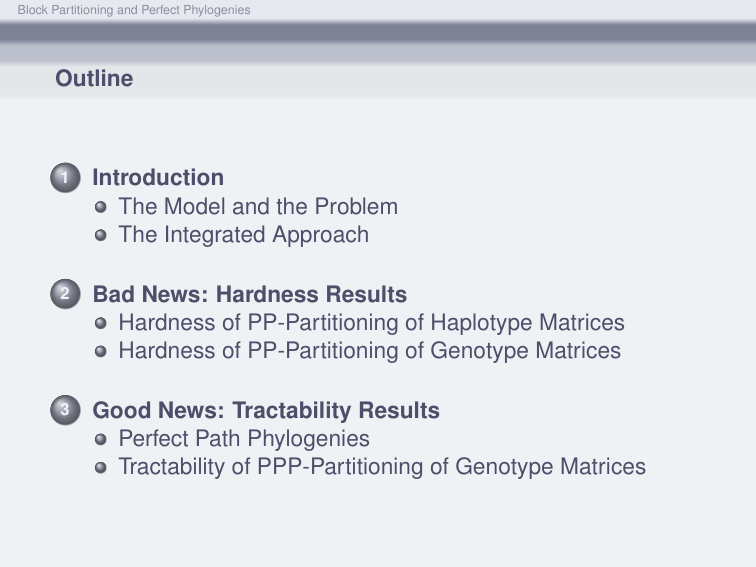 Block Partitioning and Perfect Phylogenies
Outline
1 Introduction
The Model and the Problem
The Integrated Approach
2 Bad News: Hardness Results
Hardness of PP-Partitioning of Haplotype Matrices
Hardness of PP-Partitioning of Genotype Matrices
3 Good News: Tractability Results
Perfect Path Phylogenies
Tractability of PPP-Partitioning of Genotype Matrices